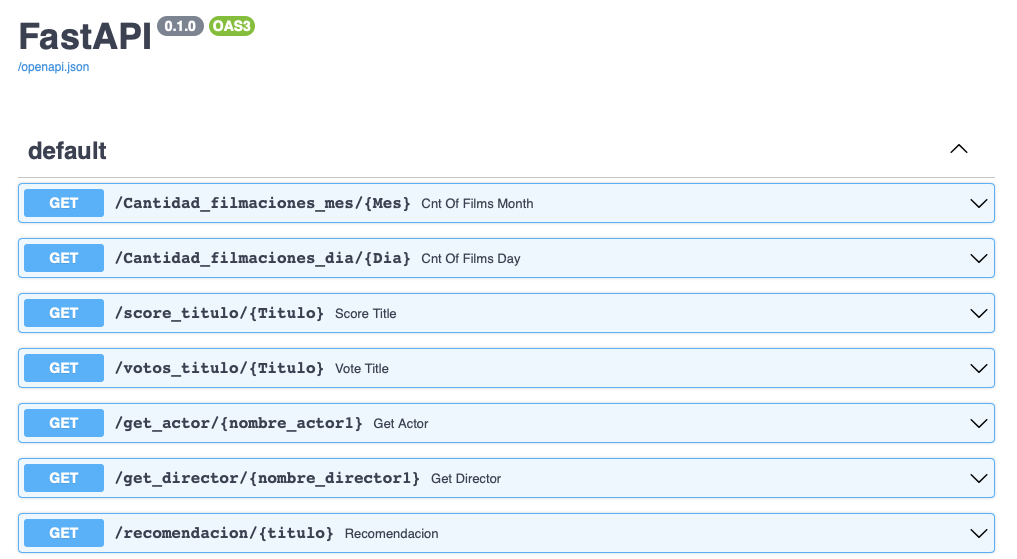 FastAPI 0.1.0 OAS3
/openapi.json
default
GET /Cantidad_filmaciones_mes/{Mes} Cnt Of Films Month
GET /Cantidad_filmaciones_dia/{Dia} Cnt Of Films Day
GET /score_titulo/{Titulo} Score Title
GET /votos_titulo/{Titulo} Vote Title
GET /get_actor/{nombre_actor1} Get Actor
GET /get_director/{nombre_director1} Get Director
GET /recomendacion/{titulo} Recomendacion